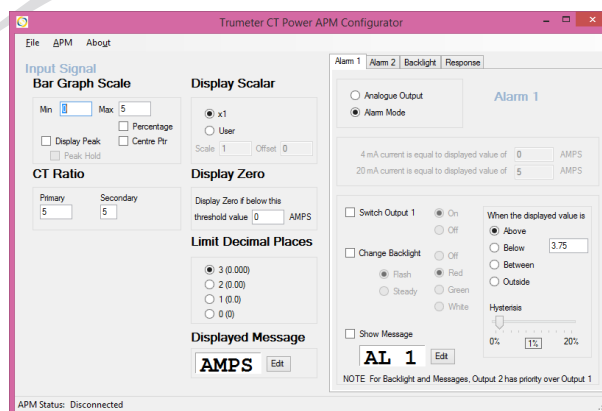 Trumeter CT Power APM Configurator
File APM About
Input Signal
Bar Graph Scale
Min 0 Max 5
Percentage
Display Peak Centre Ptr
Peak Hold
CT Ratio
Primary Secondary
5 5
Display Scalar
x1
User
Scale 1 Offset 0
Display Zero
Display Zero if below this
threshold value 0 AMPS
Limit Decimal Places
3 (0.000)
2 (0.00)
1 (0.0)
0 (0)
Displayed Message
AMPS Edit
Alarm 1 Alarm 2 Backlight Response
Analogue Output
Alarm Mode
Alarm 1
4 mA current is equal to displayed value of 0 AMPS
20 mA current is equal to displayed value of 5 AMPS
Switch Output 1 On
Off
Change Backlight Off
Flash Red
Steady Green
White
Show Message
AL 1 Edit
When the displayed value is
Above
Below 3.75
Between
Outside
Hysterisis
0% 1% 20%
NOTE For Backlight and Messages, Output 2 has priority over Output 1
APM Status: Disconnected